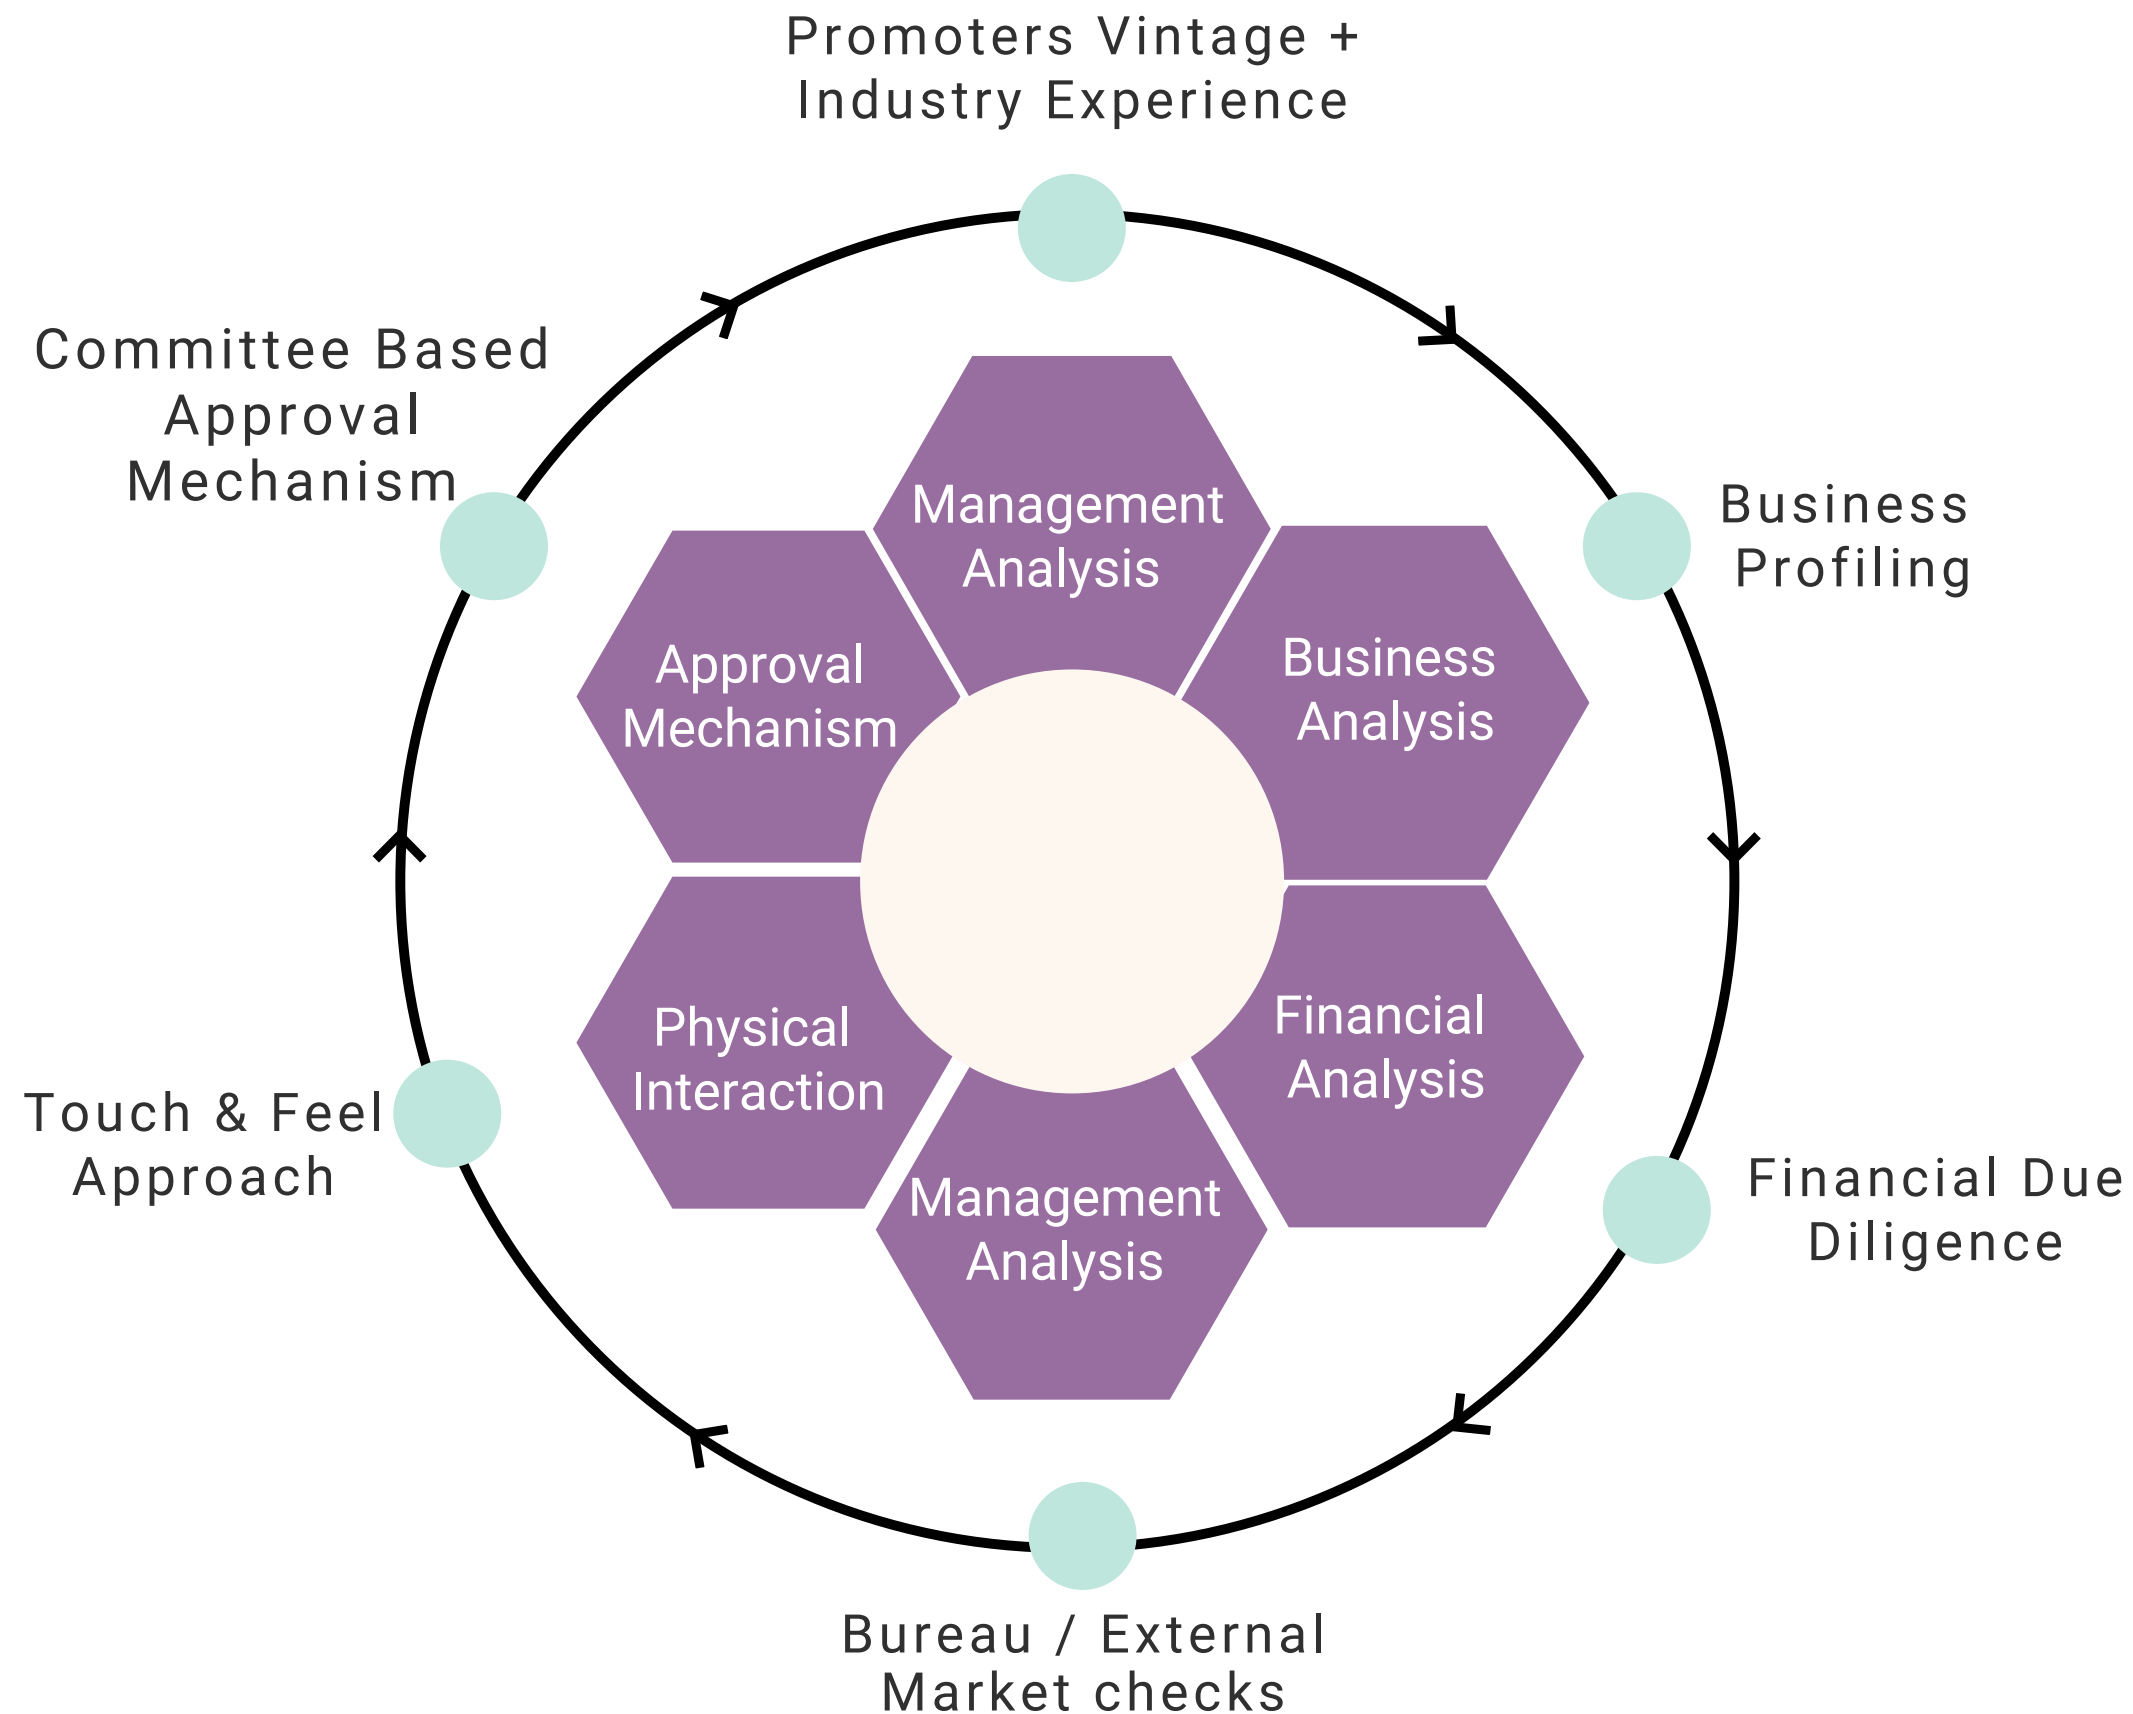 Promoters Vintage +
Industry Experience
Committee Based
Approval
Mechanism
Business
Profiling
Management
Analysis
Approval
Mechanism
Business
Analysis
Physical
Interaction
Financial
Analysis
Management
Analysis
Touch & Feel
Approach
Financial Due
Diligence
Bureau / External
Market checks